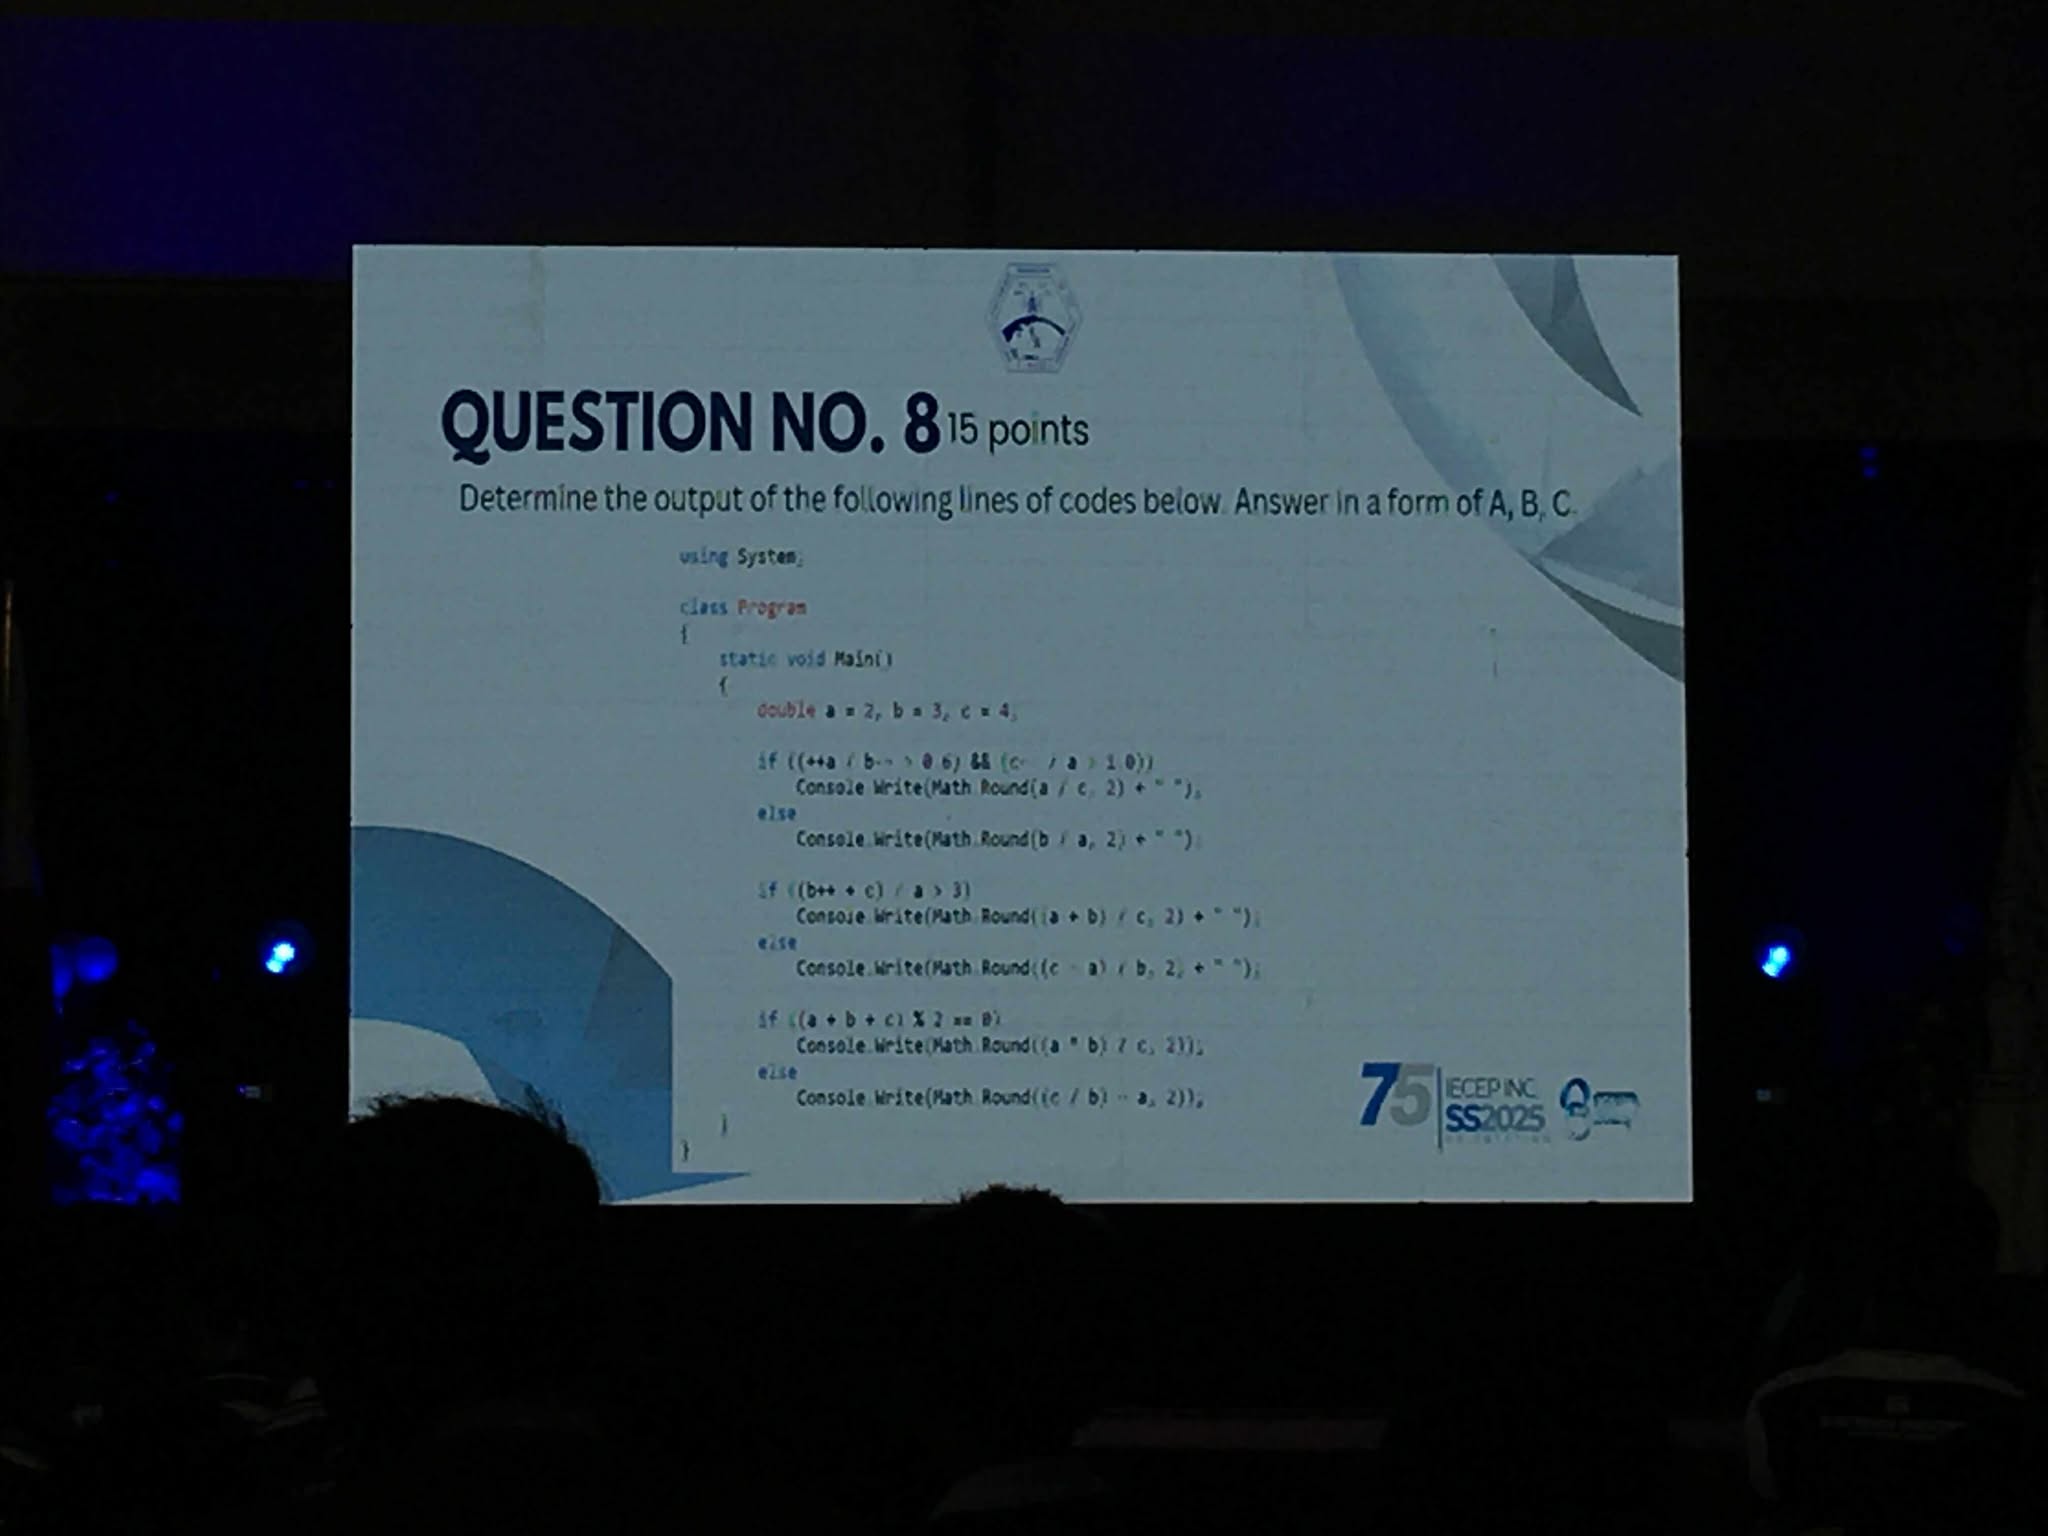 QUESTION NO. 8 15 points
Determine the output of the following lines of codes below. Answer in a form of A, B, C.
using System;
class Program
{
static void Main()
{
double a = 2, b = 3, c = 4;
if ((++a / b-- > 0.6) && (c-- / a > 1.0))
Console.Write(Math.Round(a / c, 2) + " ");
else
Console.Write(Math.Round(b / a, 2) + " ");
if ((b++ + c) / a > 3)
Console.Write(Math.Round((a + b) / c, 2) + " ");
else
Console.Write(Math.Round((c - a) / b, 2) + " ");
if ((a + b + c) % 2 == 0)
Console.Write(Math.Round((a * b) / c, 2));
else
Console.Write(Math.Round((c / b) - a, 2));
}
}
75 IECEP INC.
SS2025